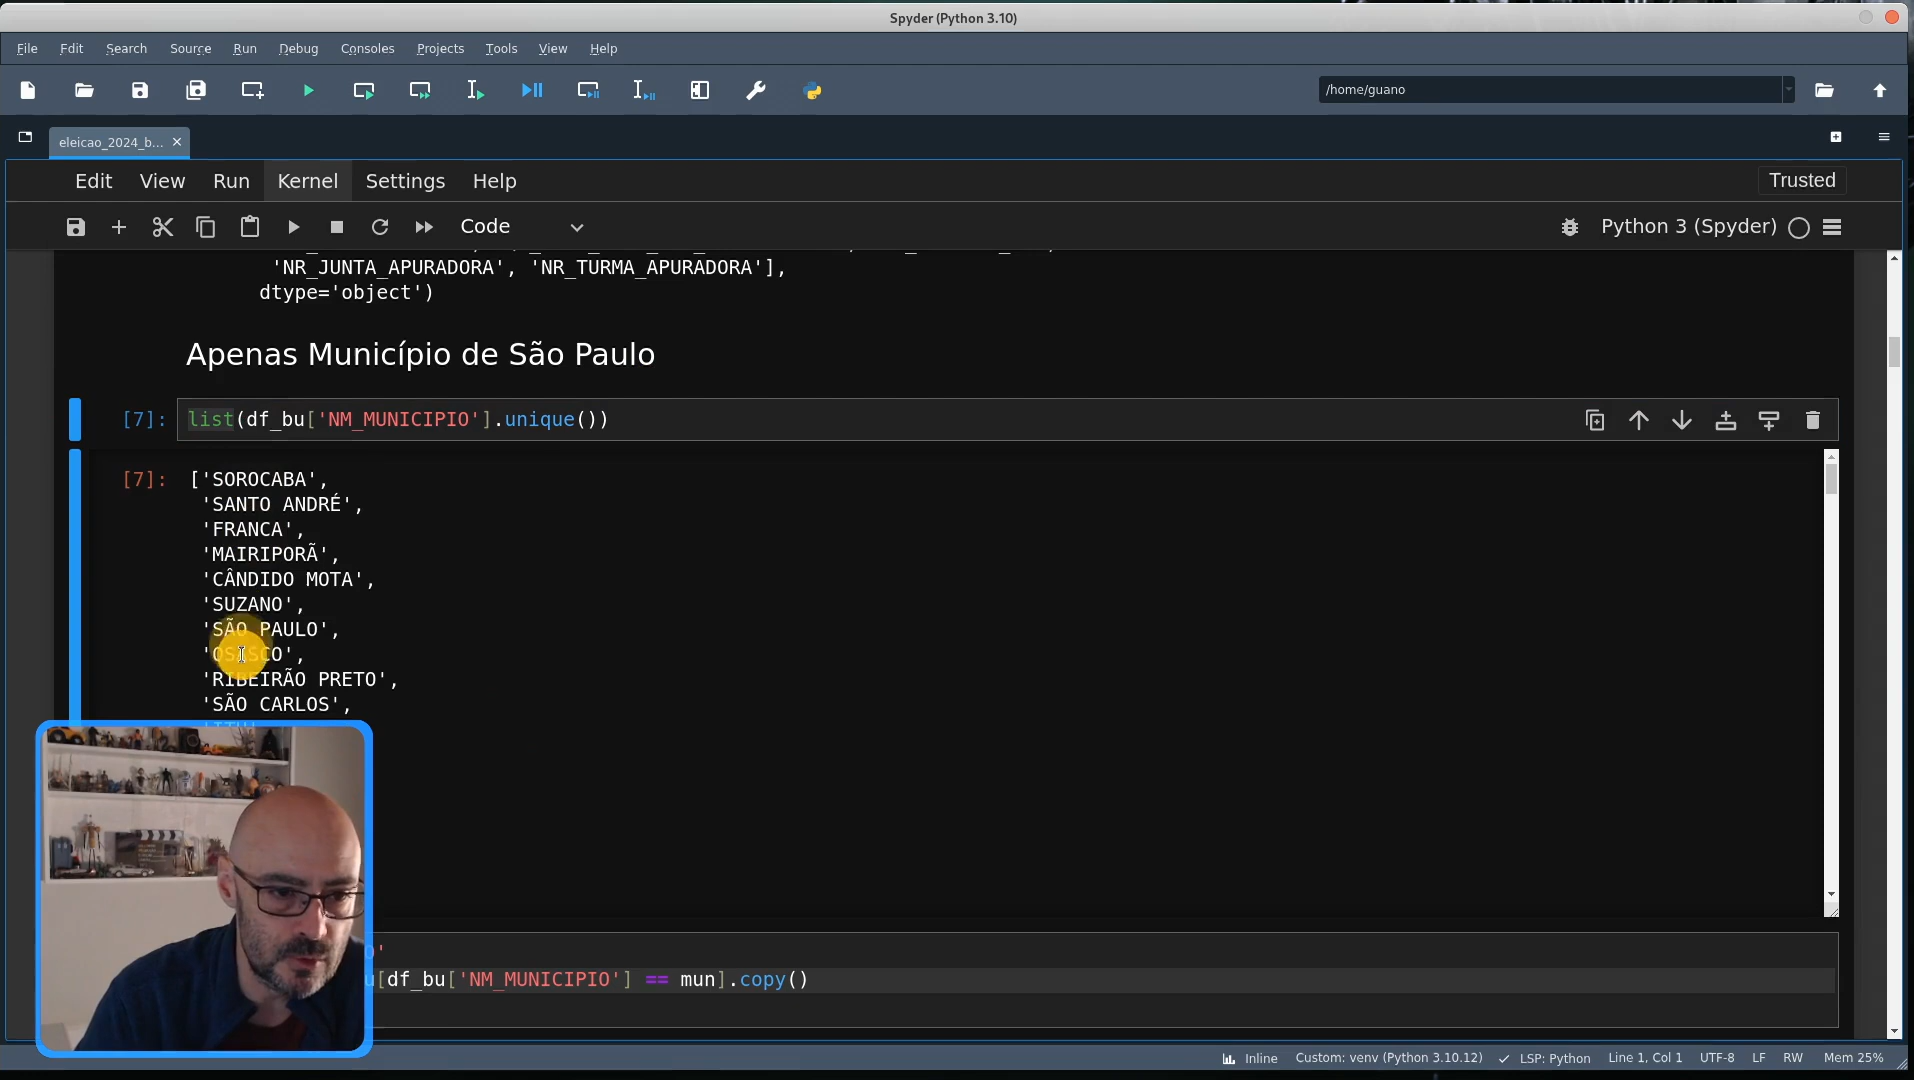 Spyder (Python 3.10)
File Edit Search Source Run Debug Consoles Projects Tools View Help
/home/guano
eleicao_2024_b...
Edit View Run Kernel Settings Help
Trusted
Code
Python 3 (Spyder)
'NR_JUNTA_APURADORA', 'NR_TURMA_APURADORA'],
dtype='object')
Apenas Município de São Paulo
[7]: list(df_bu['NM_MUNICIPIO'].unique())
[7]: ['SOROCABA',
'SANTO ANDRÉ',
'FRANCA',
'MAIRIPORÃ',
'CÂNDIDO MOTA',
'SUZANO',
'SÃO PAULO',
'OSASCO',
'RIBEIRÃO PRETO',
'SÃO CARLOS',
O'
u[df_bu['NM_MUNICIPIO'] == mun].copy()
Inline Custom: venv (Python 3.10.12) LSP: Python Line 1, Col 1 UTF-8 LF RW Mem 25%